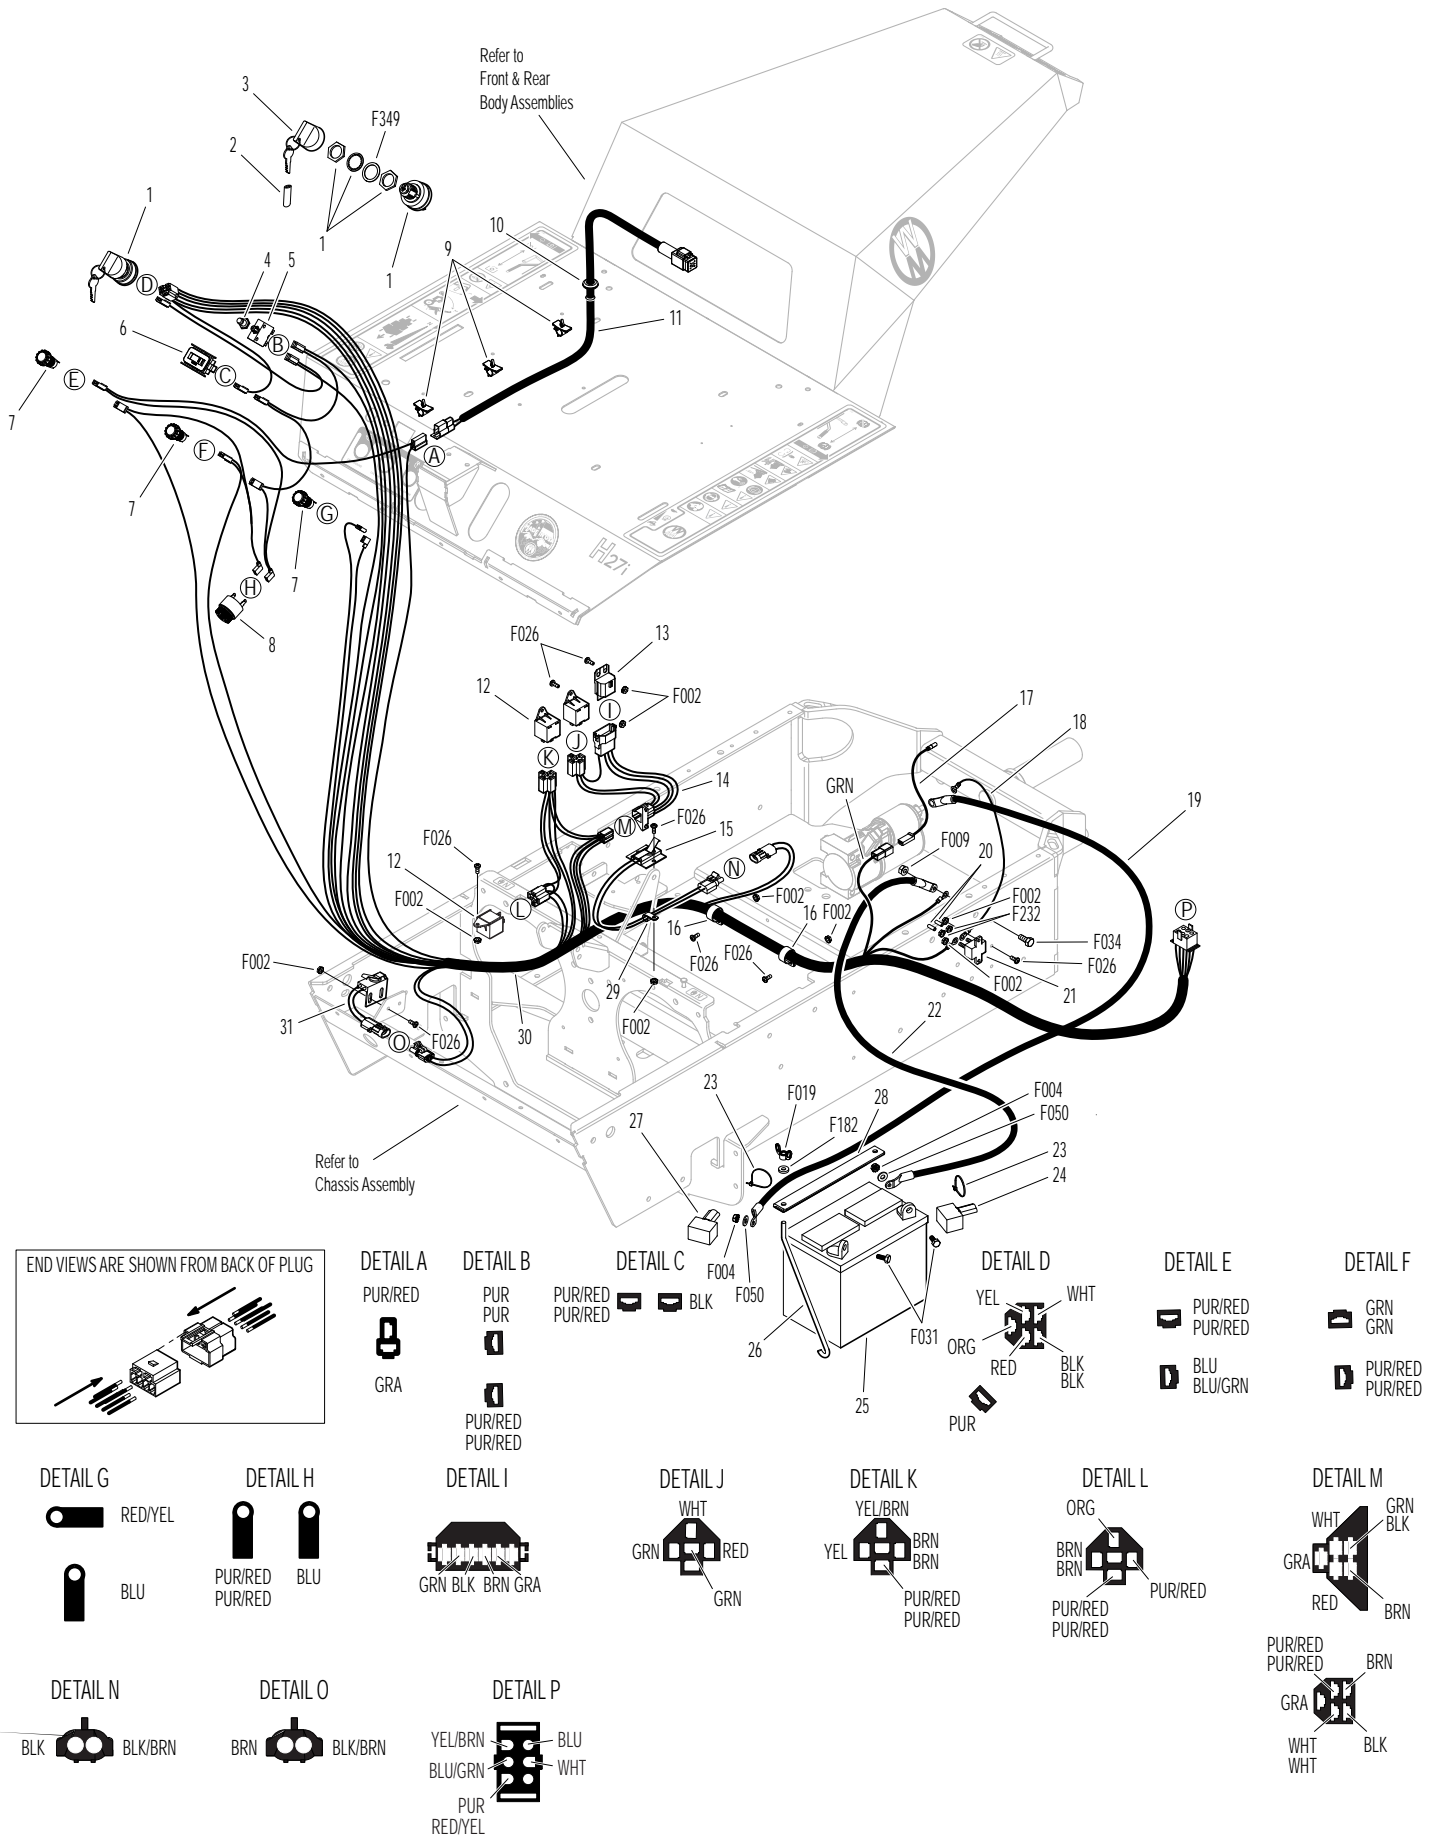 Refer to
Front & Rear
Body Assemblies
3
F349
2
1
1
1
10
9
11
4
5
D
B
6
C
7
E
A
7
F
G
7
H
8
H27i
F026
13
12
F002
I
J
K
14
17
18
GRN
19
M
F026
15
F009
20
F026
12
F002
N
F002
F002
F232
L
16
16
F002
P
F034
F026
F002
21
F026
F026
F002
29
31
F026
O
30
F002
22
23
F019
28
F004
F050
27
F182
23
24
Refer to
Chassis Assembly
F004
F050
F031
26
25
END VIEWS ARE SHOWN FROM BACK OF PLUG
DETAIL A
PUR/RED
GRA
DETAIL B
PUR
PUR
PUR/RED
PUR/RED
DETAIL C
PUR/RED
PUR/RED
BLK
DETAIL D
YEL
WHT
ORG
RED
BLK
BLK
PUR
DETAIL E
PUR/RED
PUR/RED
BLU
BLU/GRN
DETAIL F
GRN
GRN
PUR/RED
PUR/RED
DETAIL G
RED/YEL
BLU
DETAIL H
PUR/RED
PUR/RED
BLU
DETAIL I
GRN BLK BRN GRA
DETAIL J
WHT
GRN
RED
GRN
DETAIL K
YEL/BRN
YEL
BRN
BRN
PUR/RED
PUR/RED
DETAIL L
ORG
BRN
BRN
PUR/RED
PUR/RED
PUR/RED
DETAIL M
WHT
GRN
BLK
GRA
RED
BRN
PUR/RED
PUR/RED
BRN
GRA
WHT
WHT
BLK
DETAIL N
BLK
BLK/BRN
DETAIL O
BRN
BLK/BRN
DETAIL P
YEL/BRN
BLU
BLU/GRN
WHT
PUR
RED/YEL